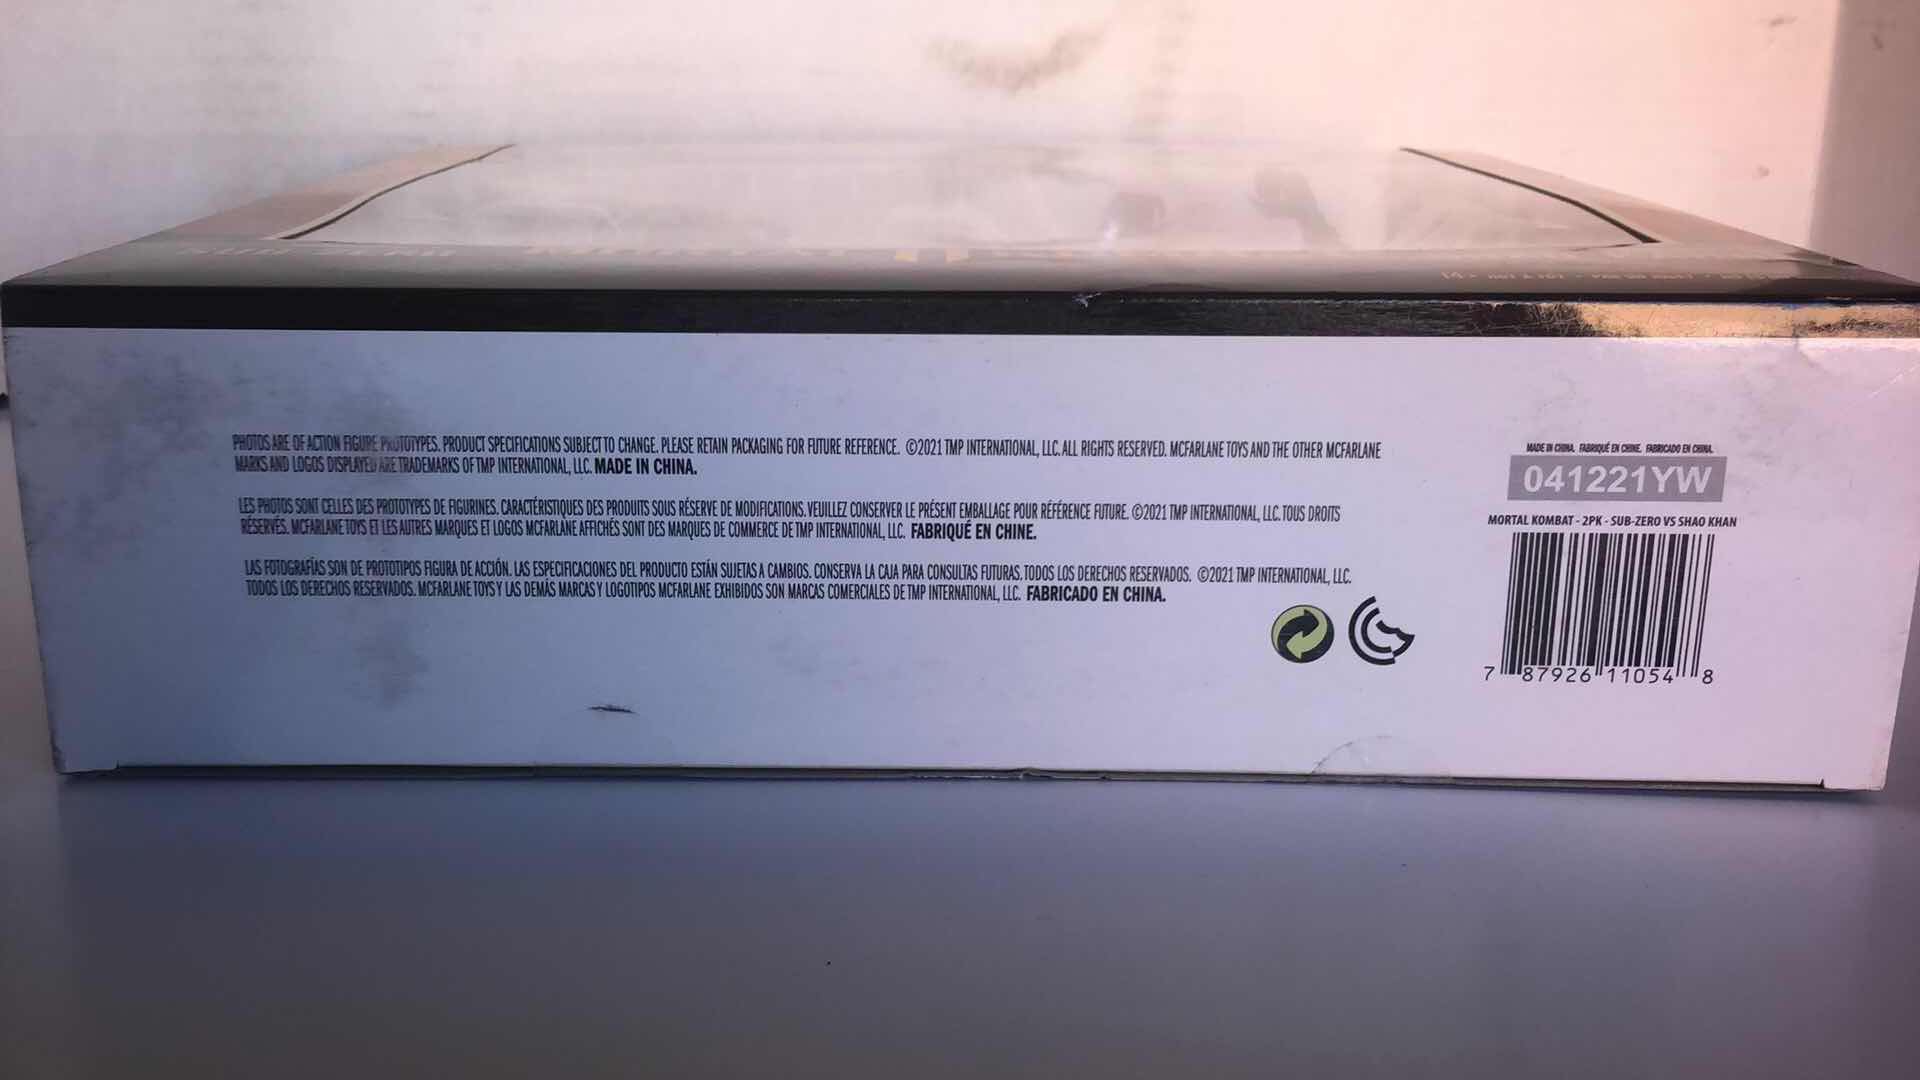 PHOTOS ARE OF ACTION FIGURE PROTOTYPES. PRODUCT SPECIFICATIONS SUBJECT TO CHANGE. PLEASE RETAIN PACKAGING FOR FUTURE REFERENCE. ©2021 TMP INTERNATIONAL, LLC. ALL RIGHTS RESERVED. MCFARLANE TOYS AND THE OTHER MCFARLANE
MARKS AND LOGOS DISPLAYED ARE TRADEMARKS OF TMP INTERNATIONAL, LLC. MADE IN CHINA.
LES PHOTOS SONT CELLES DES PROTOTYPES DE FIGURINES. CARACTÉRISTIQUES DES PRODUITS SOUS RÉSERVE DE MODIFICATIONS. VEUILLEZ CONSERVER LE PRÉSENT EMBALLAGE POUR RÉFÉRENCE FUTURE. ©2021 TMP INTERNATIONAL, LLC. TOUS DROITS
RÉSERVÉS. MCFARLANE TOYS ET LES AUTRES MARQUES ET LOGOS MCFARLANE AFFICHÉS SONT DES MARQUES DE COMMERCE DE TMP INTERNATIONAL, LLC. FABRIQUÉ EN CHINE.
LAS FOTOGRAFÍAS SON DE PROTOTIPOS FIGURA DE ACCIÓN. LAS ESPECIFICACIONES DEL PRODUCTO ESTÁN SUJETAS A CAMBIOS. CONSERVA LA CAJA PARA CONSULTAS FUTURAS. TODOS LOS DERECHOS RESERVADOS. ©2021 TMP INTERNATIONAL, LLC.
TODOS LOS DERECHOS RESERVADOS. MCFARLANE TOYS Y LAS DEMÁS MARCAS Y LOGOTIPOS MCFARLANE EXHIBIDOS SON MARCAS COMERCIALES DE TMP INTERNATIONAL, LLC. FABRICADO EN CHINA.
MADE IN CHINA. FABRIQUÉ EN CHINE. FABRICADO EN CHINA.
041221YW
MORTAL KOMBAT - 2PK - SUB-ZERO VS SHAO KHAN
7 87926 11054 8